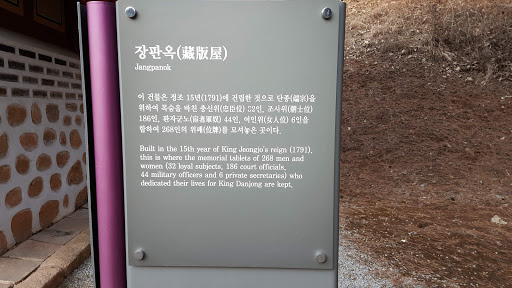 장판옥(藏版屋)
Jangpanok
이 건물은 정조 15년(1791)에 건립한 것으로 단종(端宗)을
위하여 목숨을 바친 충신위(忠臣位) 32인, 조사위(朝士位)
186인, 환자군노(宦者軍奴) 44인, 여인위(女人位) 6인을
합하여 268인의 위패(位牌)를 모셔놓은 곳이다.
Built in the 15th year of King Jeongjo's reign (1791),
this is where the memorial tablets of 268 men and
women (32 loyal subjects, 186 court officials,
44 military officers and 6 private secretaries) who
dedicated their lives for King Danjong are kept.